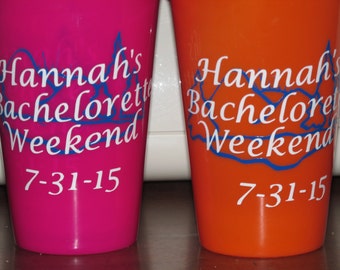 Hannah's
Bachelorette
Weekend
7-31-15
Hannah's
Bachelorette
Weekend
7-31-15